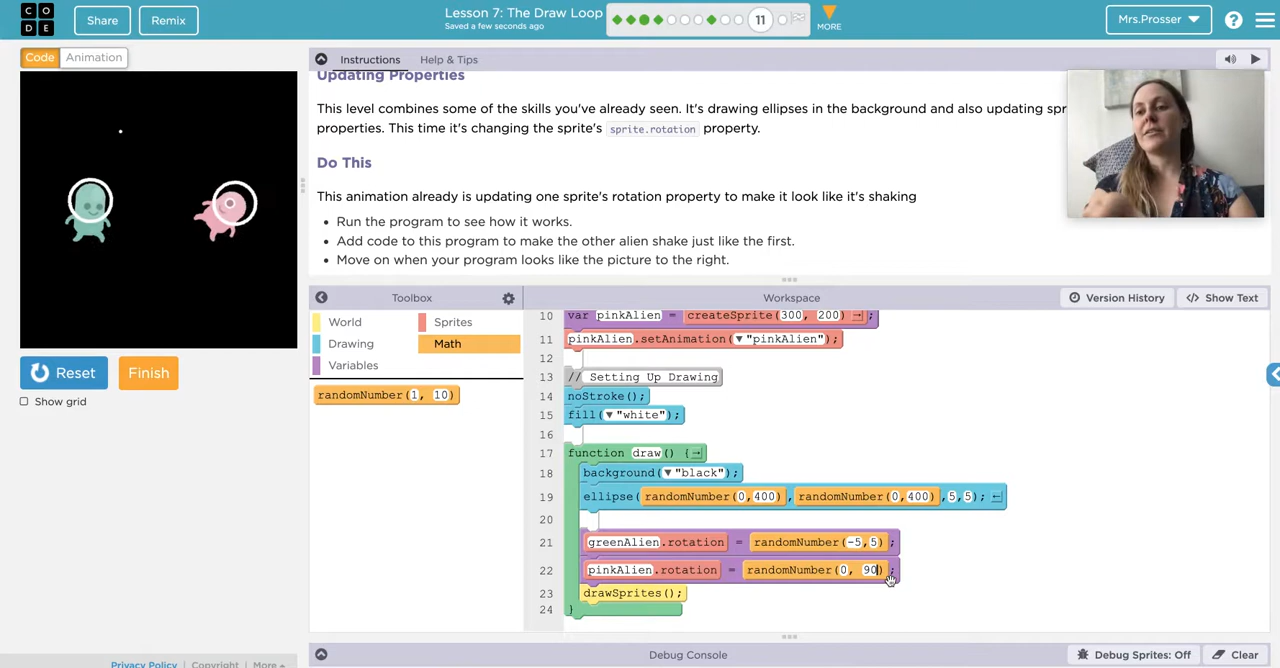 C O
D E
Share
Remix
Lesson 7: The Draw Loop
Saved a few seconds ago
11
MORE
Mrs.Prosser
?
Code
Animation
Instructions
Help & Tips
Updating Properties
This level combines some of the skills you've already seen. It's drawing ellipses in the background and also updating spr
properties. This time it's changing the sprite's sprite.rotation property.
Do This
This animation already is updating one sprite's rotation property to make it look like it's shaking
• Run the program to see how it works.
• Add code to this program to make the other alien shake just like the first.
• Move on when your program looks like the picture to the right.
Toolbox
Workspace
Version History
</> Show Text
World
Sprites
Drawing
Math
Variables
randomNumber(1, 10)
Reset
Finish
Show grid
10 var pinkAlien = createSprite(300, 200);
11 pinkAlien.setAnimation("pinkAlien");
12
13 // Setting Up Drawing
14 noStroke();
15 fill("white");
16
17 function draw() {
18 background("black");
19 ellipse(randomNumber(0,400),randomNumber(0,400),5,5);
20
21 greenAlien.rotation = randomNumber(-5,5);
22 pinkAlien.rotation = randomNumber(0, 90);
23 drawSprites();
24 }
Debug Console
Debug Sprites: Off
Clear
Privacy Policy | Copyright | More